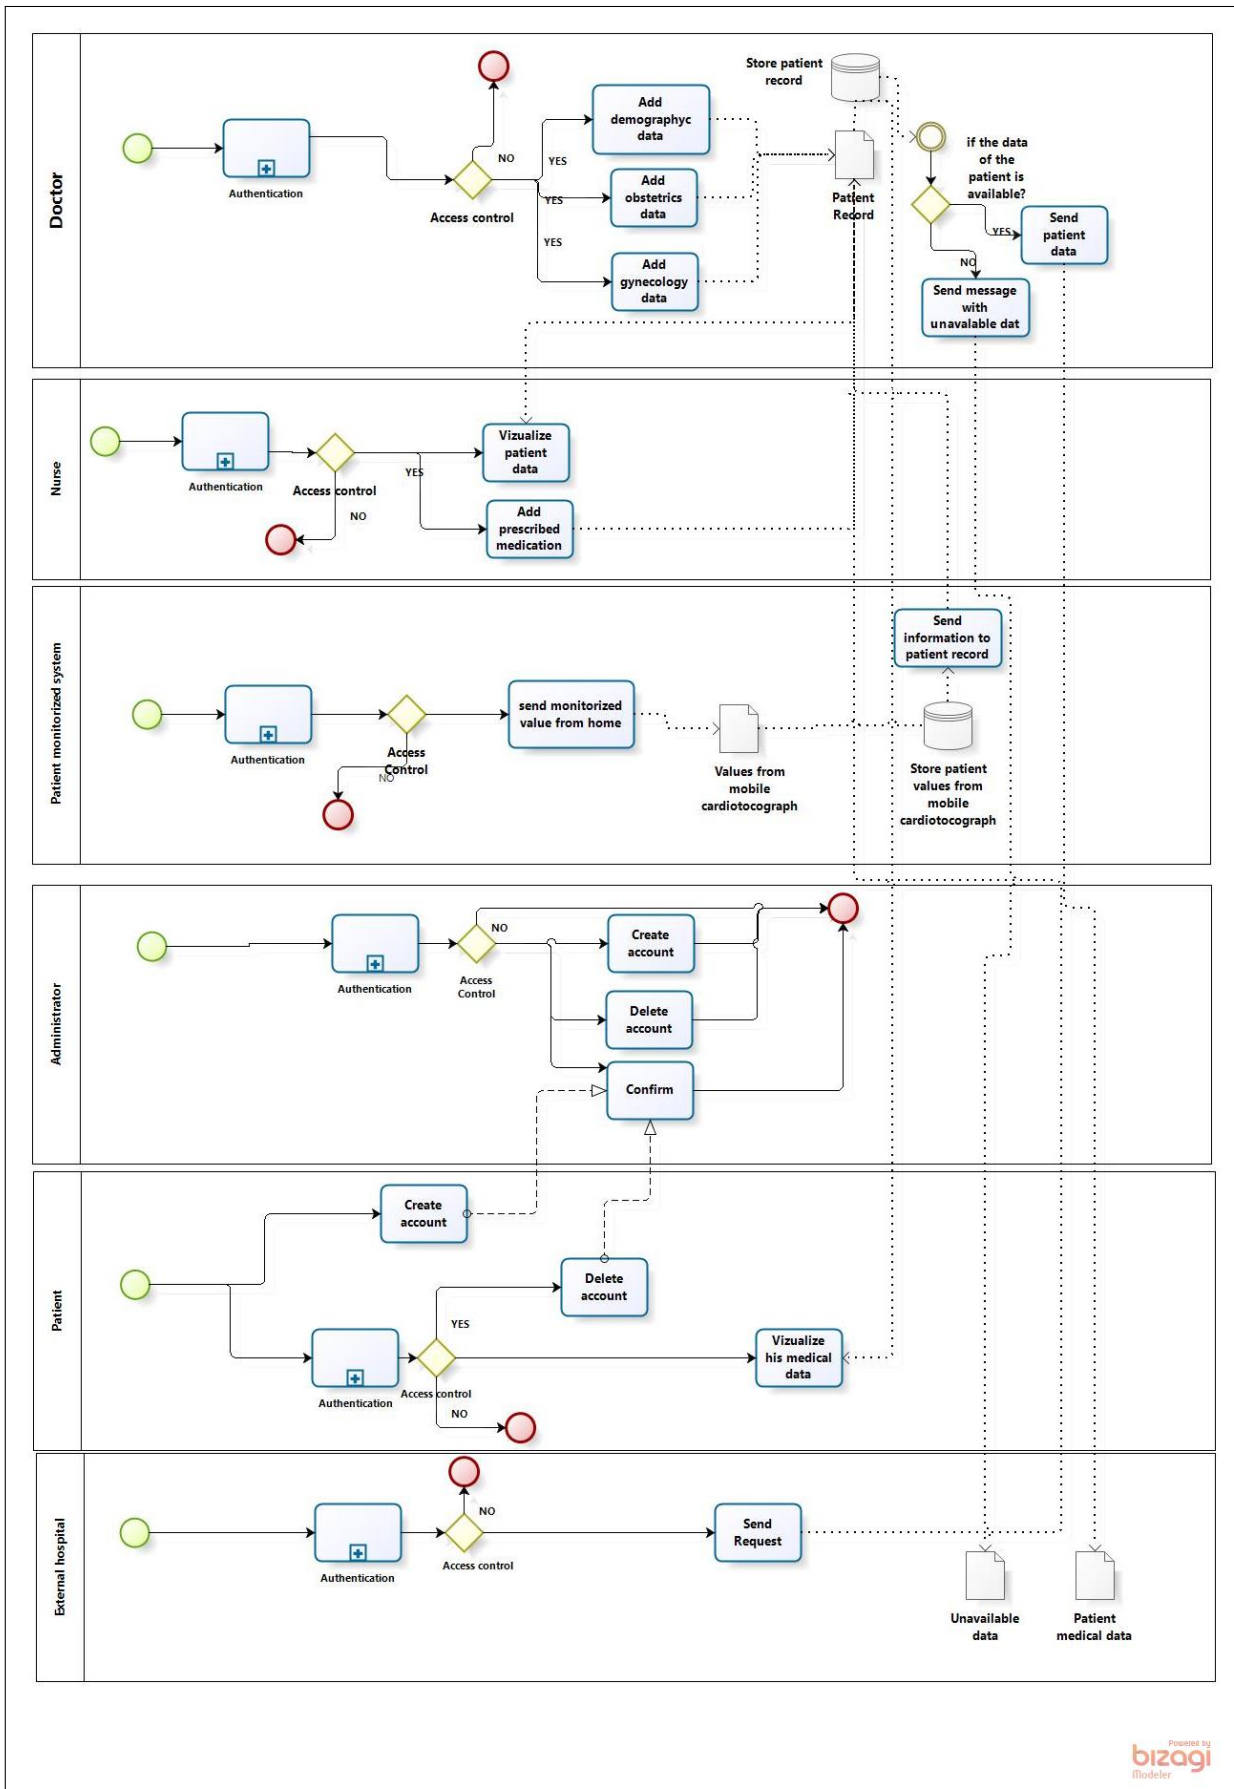 Doctor
Authentication
Access control
NO
YES
YES
YES
Add
demographyc
data
Add
obstetrics
data
Add
gynecology
data
Store patient
record
Patient
Record
if the data
of the
patient is
available?
YES
NO
Send
patient
data
Send message
with
unavalable dat
Nurse
Authentication
Access control
YES
NO
Vizualize
patient
data
Add
prescribed
medication
Patient monitorized system
Authentication
Access
Control
NO
send monitorized
value from home
Values from
mobile
cardiotocograph
Send
information to
patient record
Store patient
values from
mobile
cardiotocograph
Administrator
Authentication
Access
Control
NO
Create
account
Delete
account
Confirm
Patient
Create
account
Delete
account
YES
Authentication
Access control
NO
Vizualize
his medical
data
External hospital
Authentication
NO
Access control
Send
Request
Unavailable
data
Patient
medical data
Powered by
bizagi
Modeler